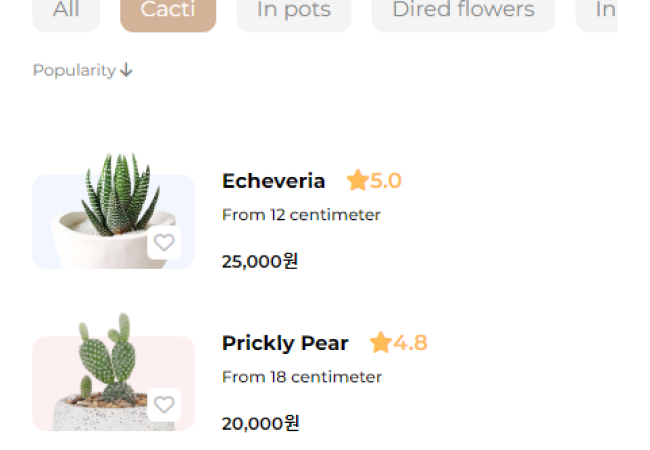 All Cacti In pots Dired flowers In
Popularity↓
Echeveria ★5.0
From 12 centimeter
25,000원
Prickly Pear ★4.8
From 18 centimeter
20,000원